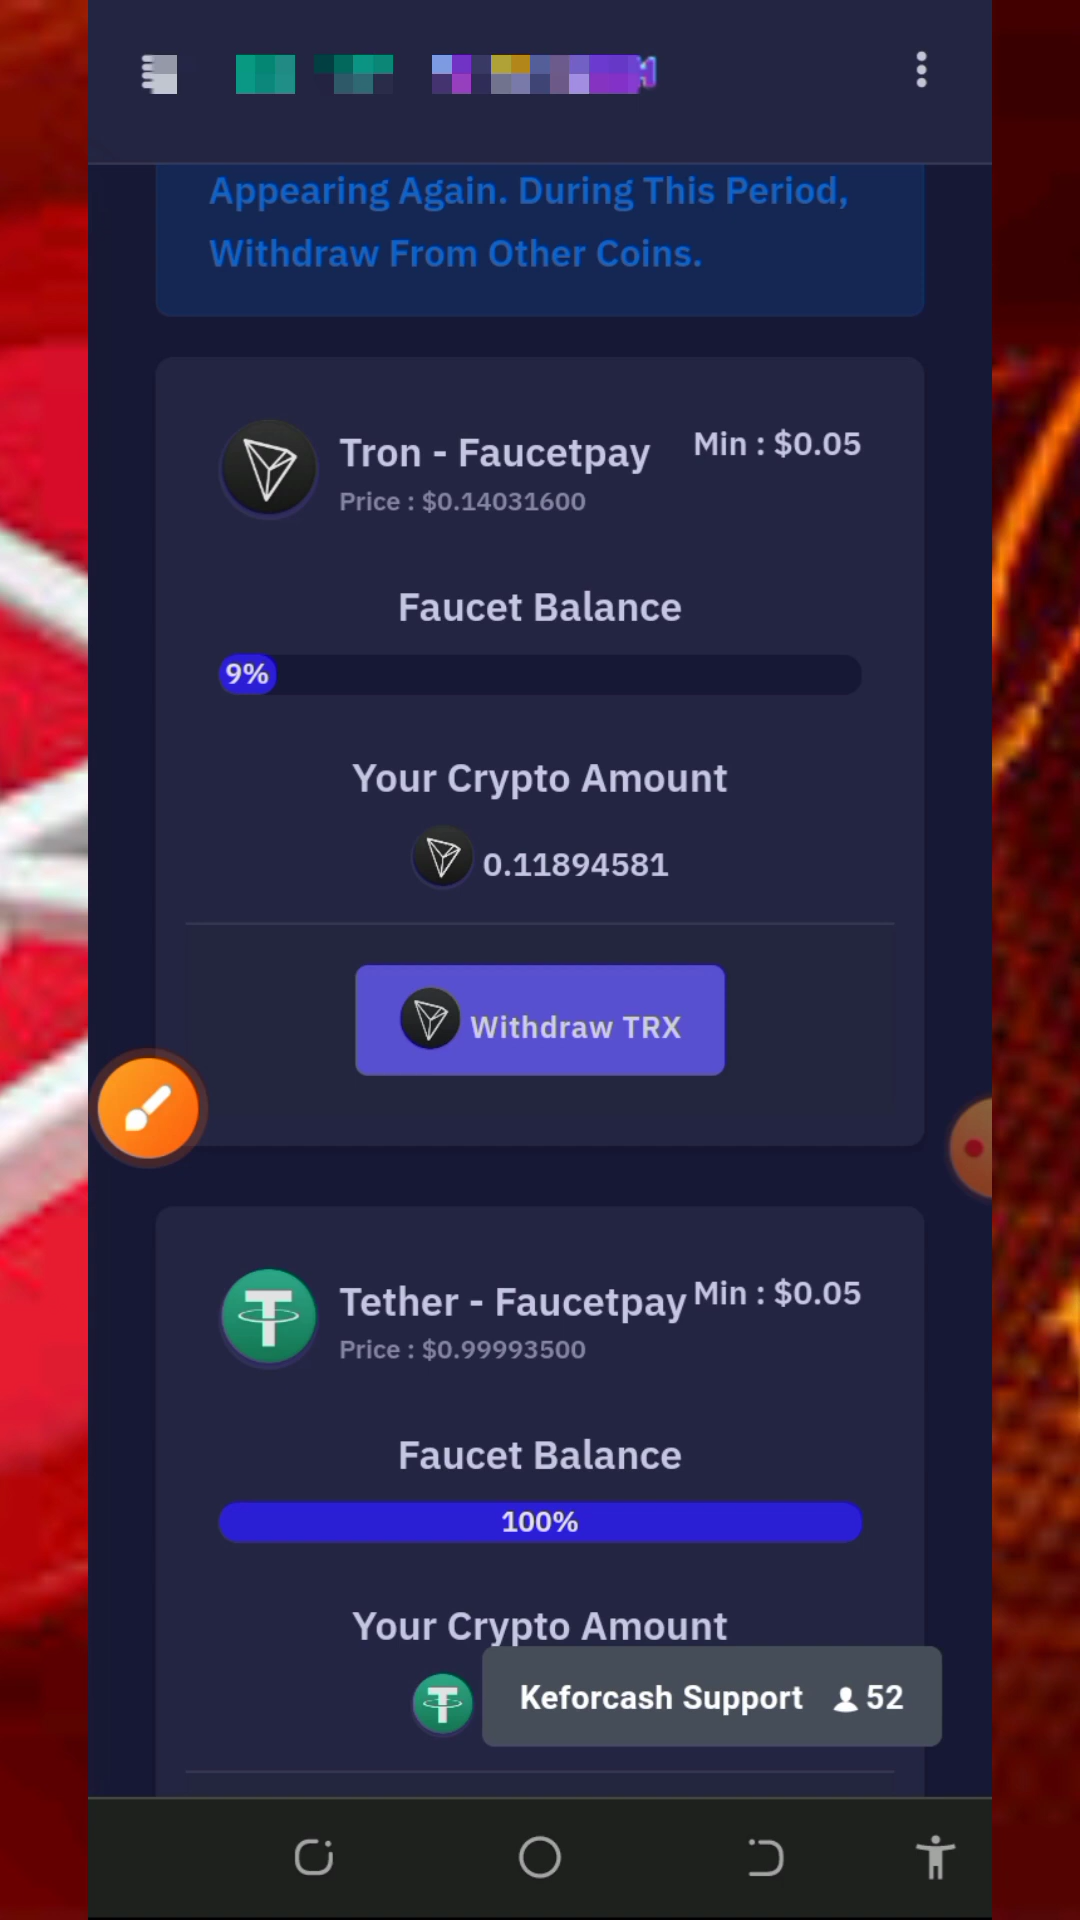 Appearing Again. During This Period,
Withdraw From Other Coins.
Tron - Faucetpay
Min : $0.05
Price : $0.14031600
Faucet Balance
9%
Your Crypto Amount
0.11894581
Withdraw TRX
Tether - Faucetpay
Min : $0.05
Price : $0.99993500
Faucet Balance
100%
Your Crypto Amount
Keforcash Support 52